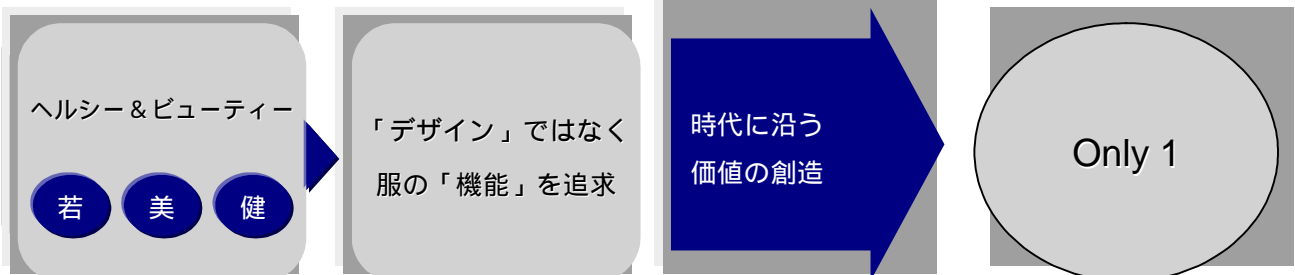 ヘルシー＆ビューティー
若 美 健
「デザイン」ではなく
服の「機能」を追求
時代に沿う
価値の創造
Only 1